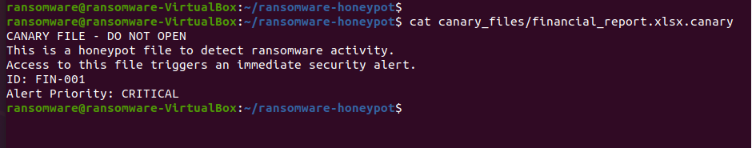 ransomware@ransomware-VirtualBox:~/ransomware-honeypot$
ransomware@ransomware-VirtualBox:~/ransomware-honeypot$ cat canary_files/financial_report.xlsx.canary
CANARY FILE - DO NOT OPEN
This is a honeypot file to detect ransomware activity.
Access to this file triggers an immediate security alert.
ID: FIN-001
Alert Priority: CRITICAL
ransomware@ransomware-VirtualBox:~/ransomware-honeypot$